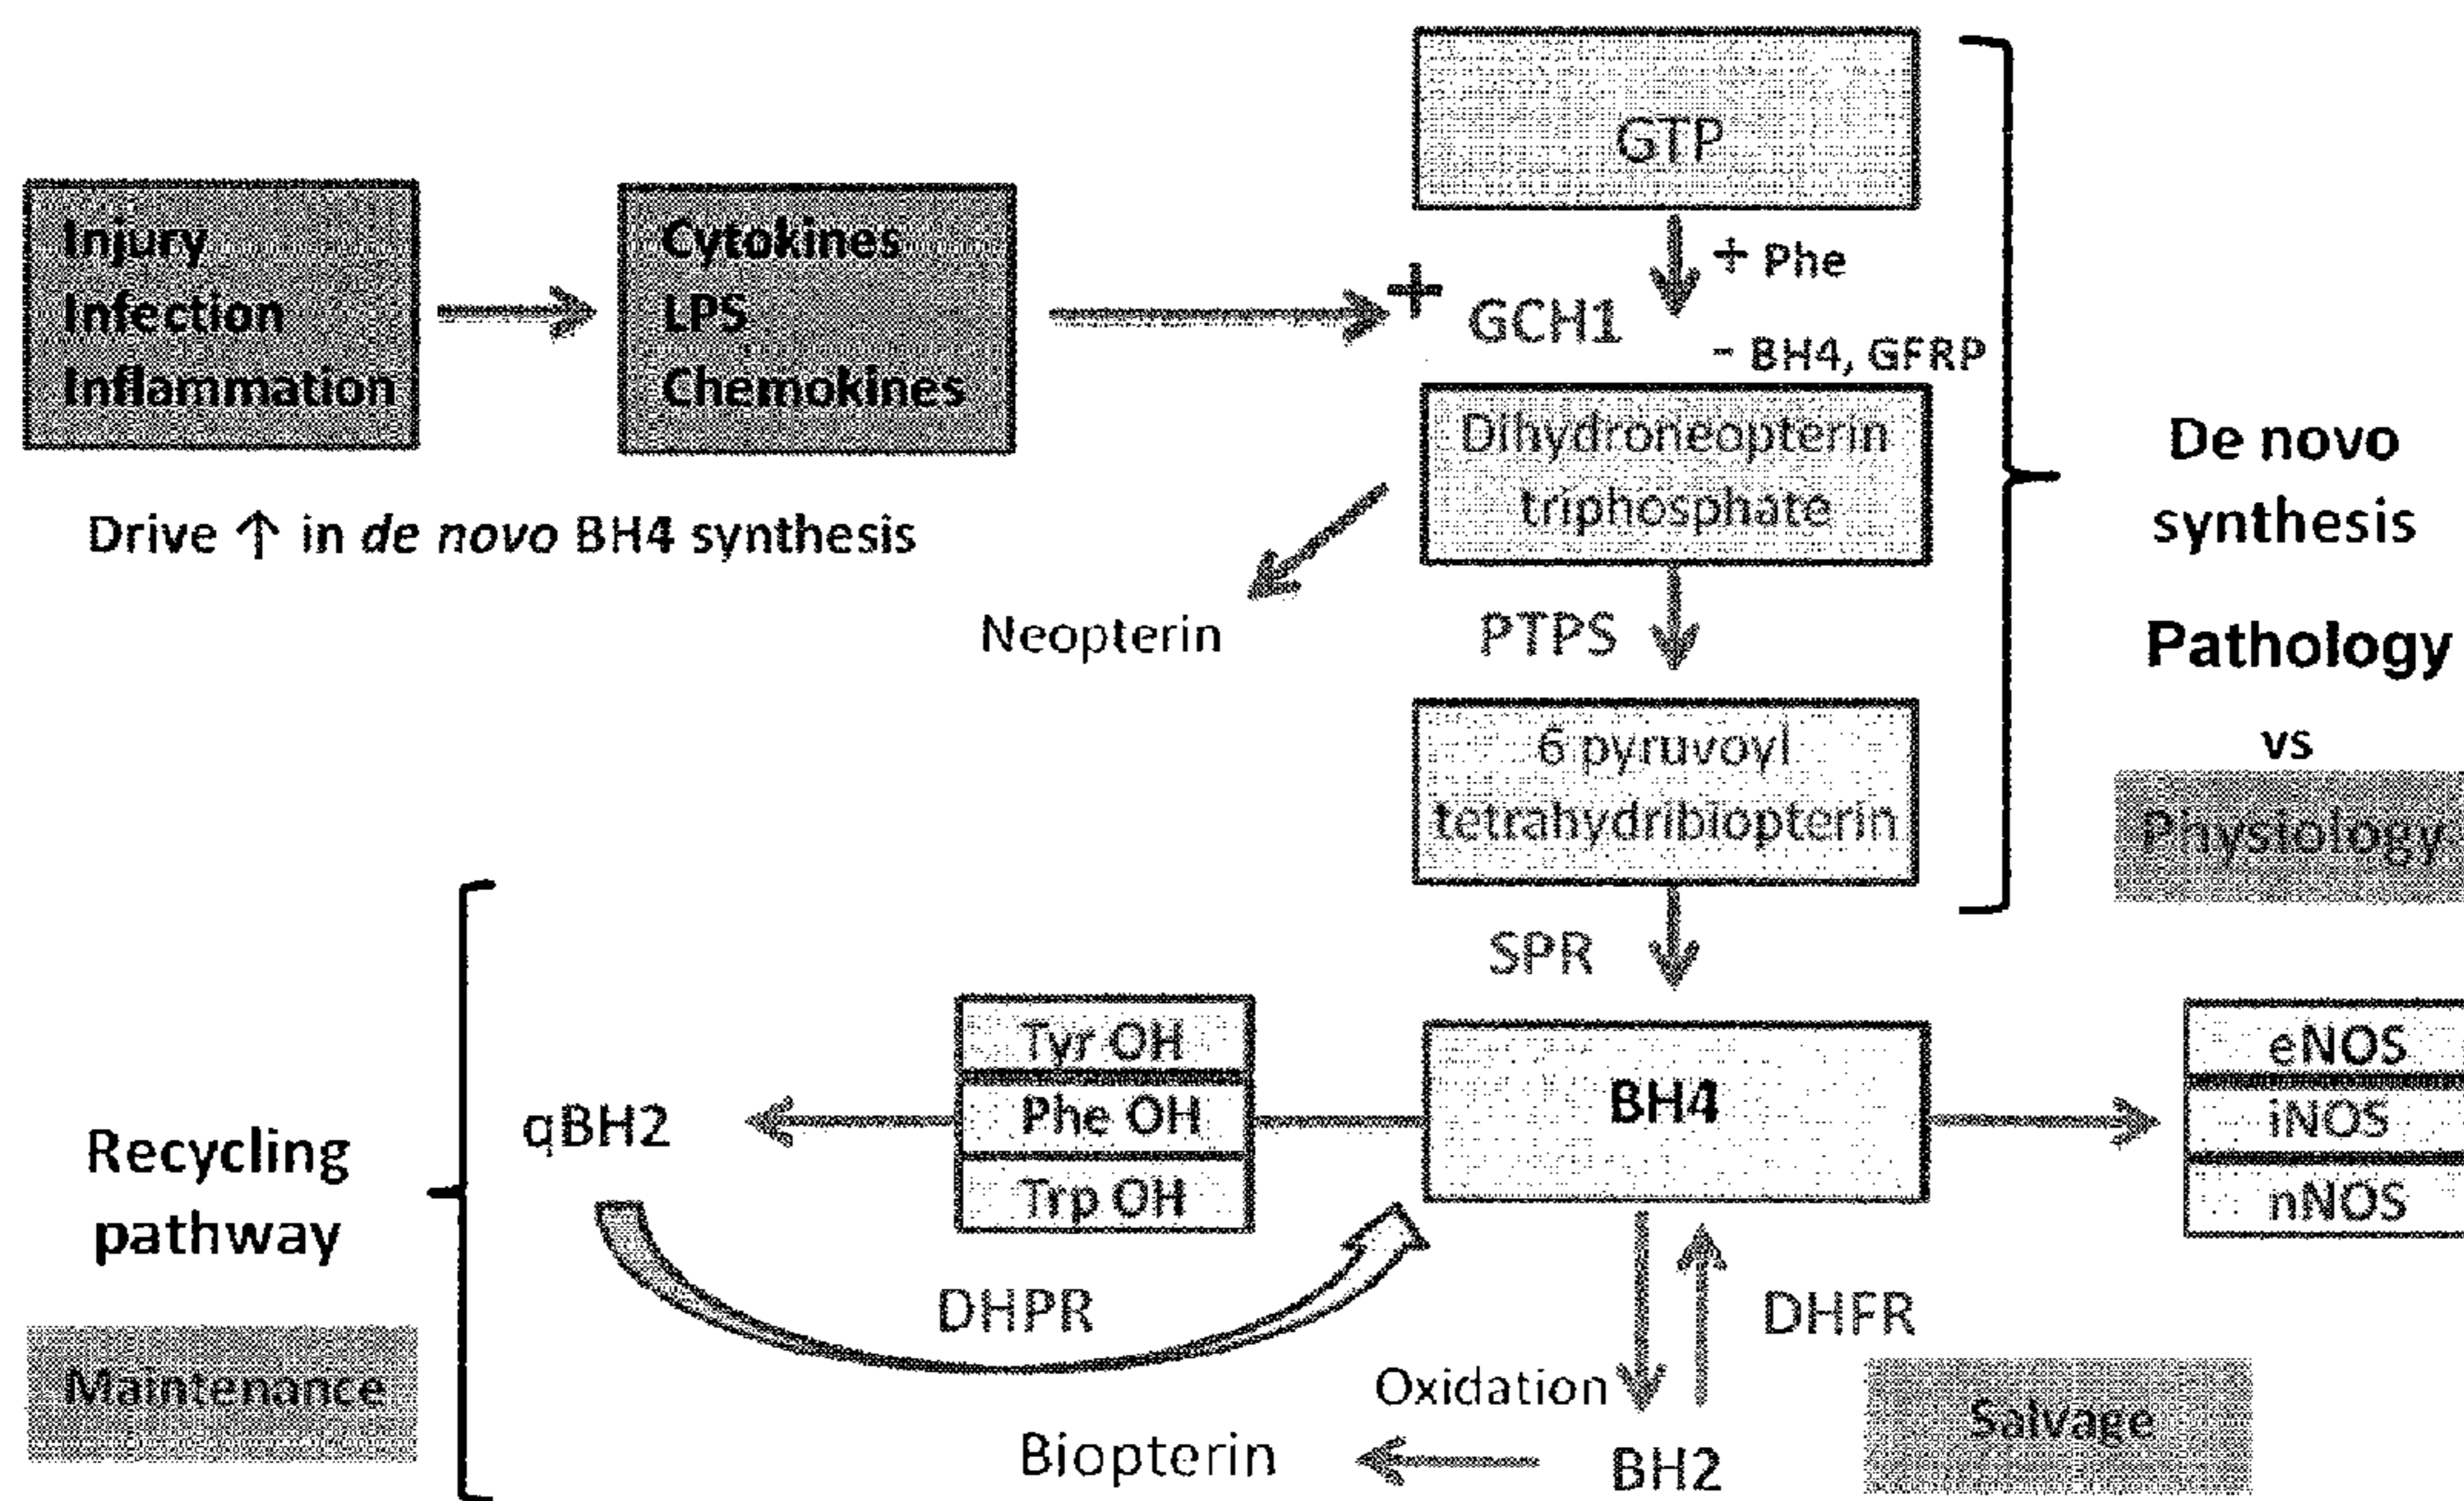 GTP
Injury
Infection
Inflammation
Cytokines
LPS
Chemokines
+ Phe
+
GCH1
- BH4, GFRP
Drive ↑ in de novo BH4 synthesis
Dihydroneopterin
triphosphate
Neopterin
PTPS
6 pyruvoyl
tetrahydribiopterin
SPR
De novo
synthesis
Pathology
vs
Physiology
Recycling
pathway
Maintenance
qBH2
Tyr OH
Phe OH
Trp OH
BH4
eNOS
iNOS
nNOS
DHPR
DHFR
Oxidation
Salvage
Biopterin
BH2